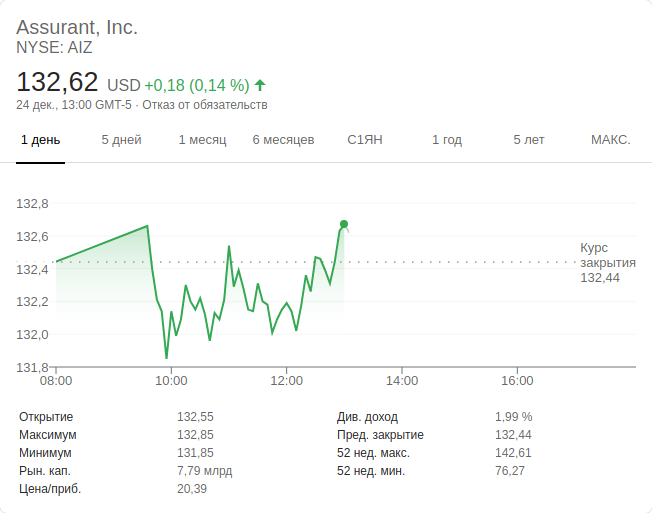 Assurant, Inc.
NYSE: AIZ
132,62 USD +0,18 (0,14 %)
24 дек., 13:00 GMT-5 · Отказ от обязательств
1 день 5 дней 1 месяц 6 месяцев С1ЯН 1 год 5 лет МАКС.
132,8
132,6
132,4
132,2
132,0
131,8
Курс
закрытия
132,44
08:00 10:00 12:00 14:00 16:00
Открытие 132,55 Див. доход 1,99 %
Максимум 132,85 Пред. закрытие 132,44
Минимум 131,85 52 нед. макс. 142,61
Рын. кап. 7,79 млрд 52 нед. мин. 76,27
Цена/приб. 20,39